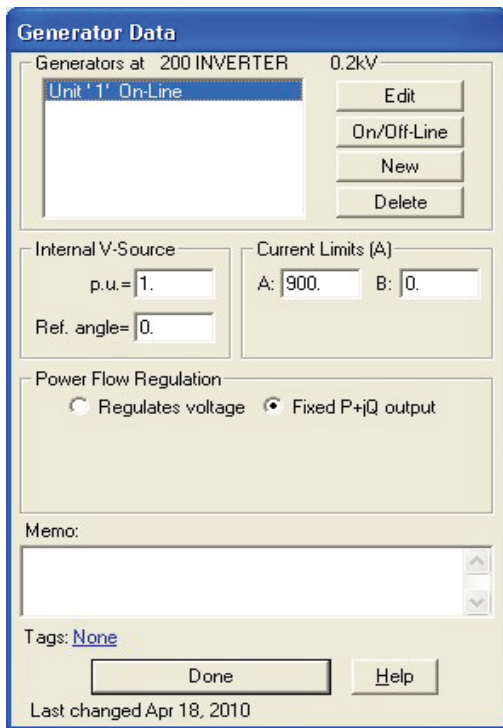 Generator Data
Generators at 200 INVERTER 0.2kV
Unit '1' On-Line
Edit
On/Off-Line
New
Delete
Internal V-Source
p.u.= 1.
Ref. angle= 0.
Current Limits (A)
A: 900. B: 0.
Power Flow Regulation
Regulates voltage Fixed P+jQ output
Memo:
Tags: None
Done Help
Last changed Apr 18, 2010